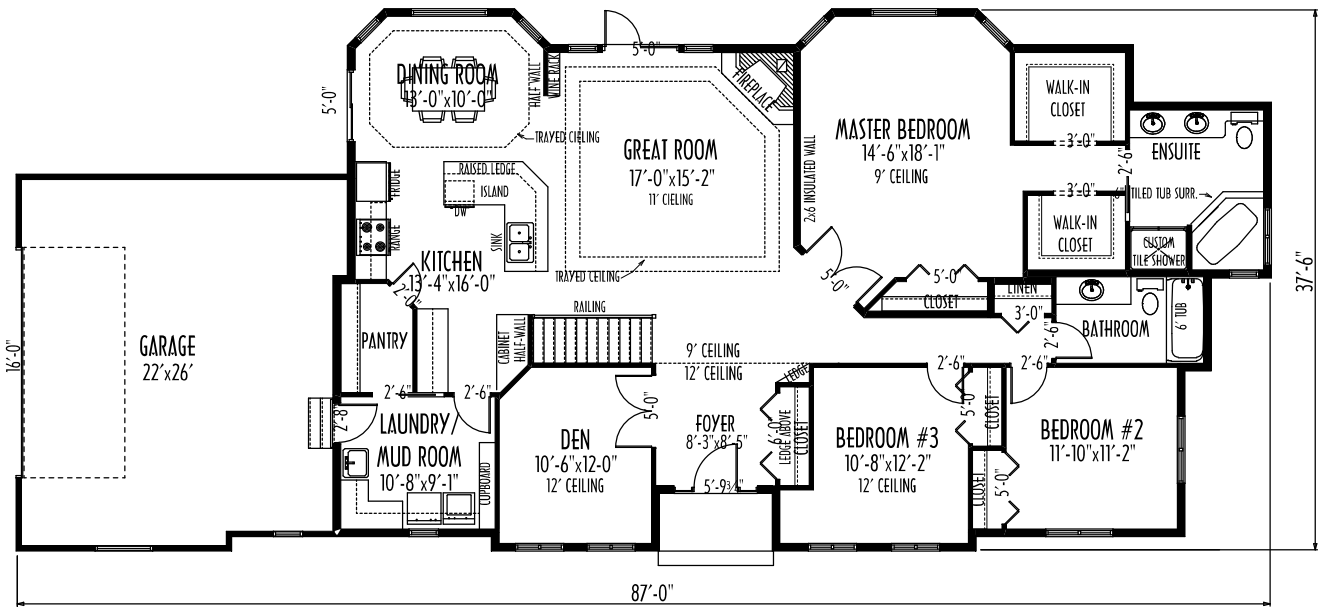 DINING ROOM
13'-0"x10'-0"
HALF WALL
WINE RACK
5'-0"
5'-0"
FIREPLACE
TRAYED CIELING
GREAT ROOM
17'-0"x15'-2"
11' CIELING
TRAYED CEILING
2x6 INSULATED WALL
MASTER BEDROOM
14'-6"x18'-1"
9' CEILING
WALK-IN
CLOSET
3'-0"
2'-6"
ENSUITE
3'-0"
6" TILED TUB SURR.
WALK-IN
CLOSET
CUSTOM
TILE SHOWER
37'-6"
FRIDGE
RAISED LEDGE
ISLAND
DW
RANGE
SINK
KITCHEN
13'-4"x16'-0"
2'-0"
5'-0"
5'-0"
CLOSET
LINEN
3'-0"
2'-6"
BATHROOM
6' TUB
GARAGE
22'x26'
16'-0"
PANTRY
CABINET
HALF-WALL
RAILING
9' CEILING
12' CEILING
LEDGE
2'-6"
2'-6"
2'-6"
2'-6"
2'-8"
LAUNDRY/
MUD ROOM
10'-8"x9'-1"
CUPBOARD
DEN
10'-6"x12-0"
12' CEILING
5'-0"
FOYER
8'-3"x8'-5"
5'-9¾"
6'-0"
LEDGE ABOVE
CLOSET
BEDROOM #3
10'-8"x12'-2"
12' CEILING
5'-0"
CLOSET
CLOSET
5'-0"
BEDROOM #2
11'-10"x11'-2"
87'-0"